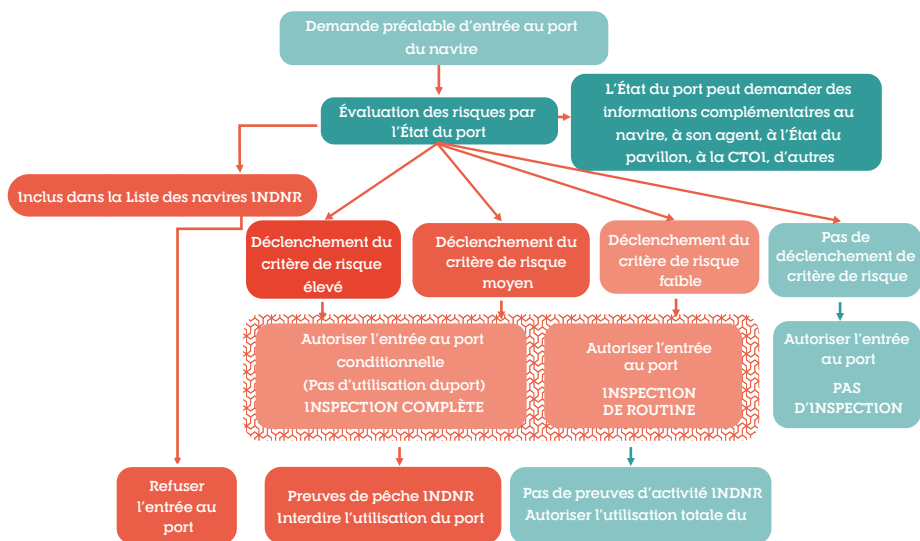 Demande préalable d'entrée au port
du navire
Évaluation des risques par
l'État du port
L'État du port peut demander des
informations complémentaires au
navire, à son agent, à l'État du
pavillon, à la CTOI, d'autres
Inclus dans la Liste des navires INDNR
Déclenchement du
critère de risque
élevé
Déclenchement du
critère de risque
moyen
Déclenchement du
critère de risque
faible
Pas de
déclenchement de
critère de risque
Autoriser l'entrée au port
conditionnelle
(Pas d'utilisation duport)
INSPECTION COMPLÈTE
Autoriser l'entrée
au port
INSPECTION
DE ROUTINE
Autoriser l'entrée
au port
PAS
D'INSPECTION
Refuser
l'entrée au
port
Preuves de pêche INDNR
Interdire l'utilisation du port
Pas de preuves d'activité INDNR
Autoriser l'utilisation totale du